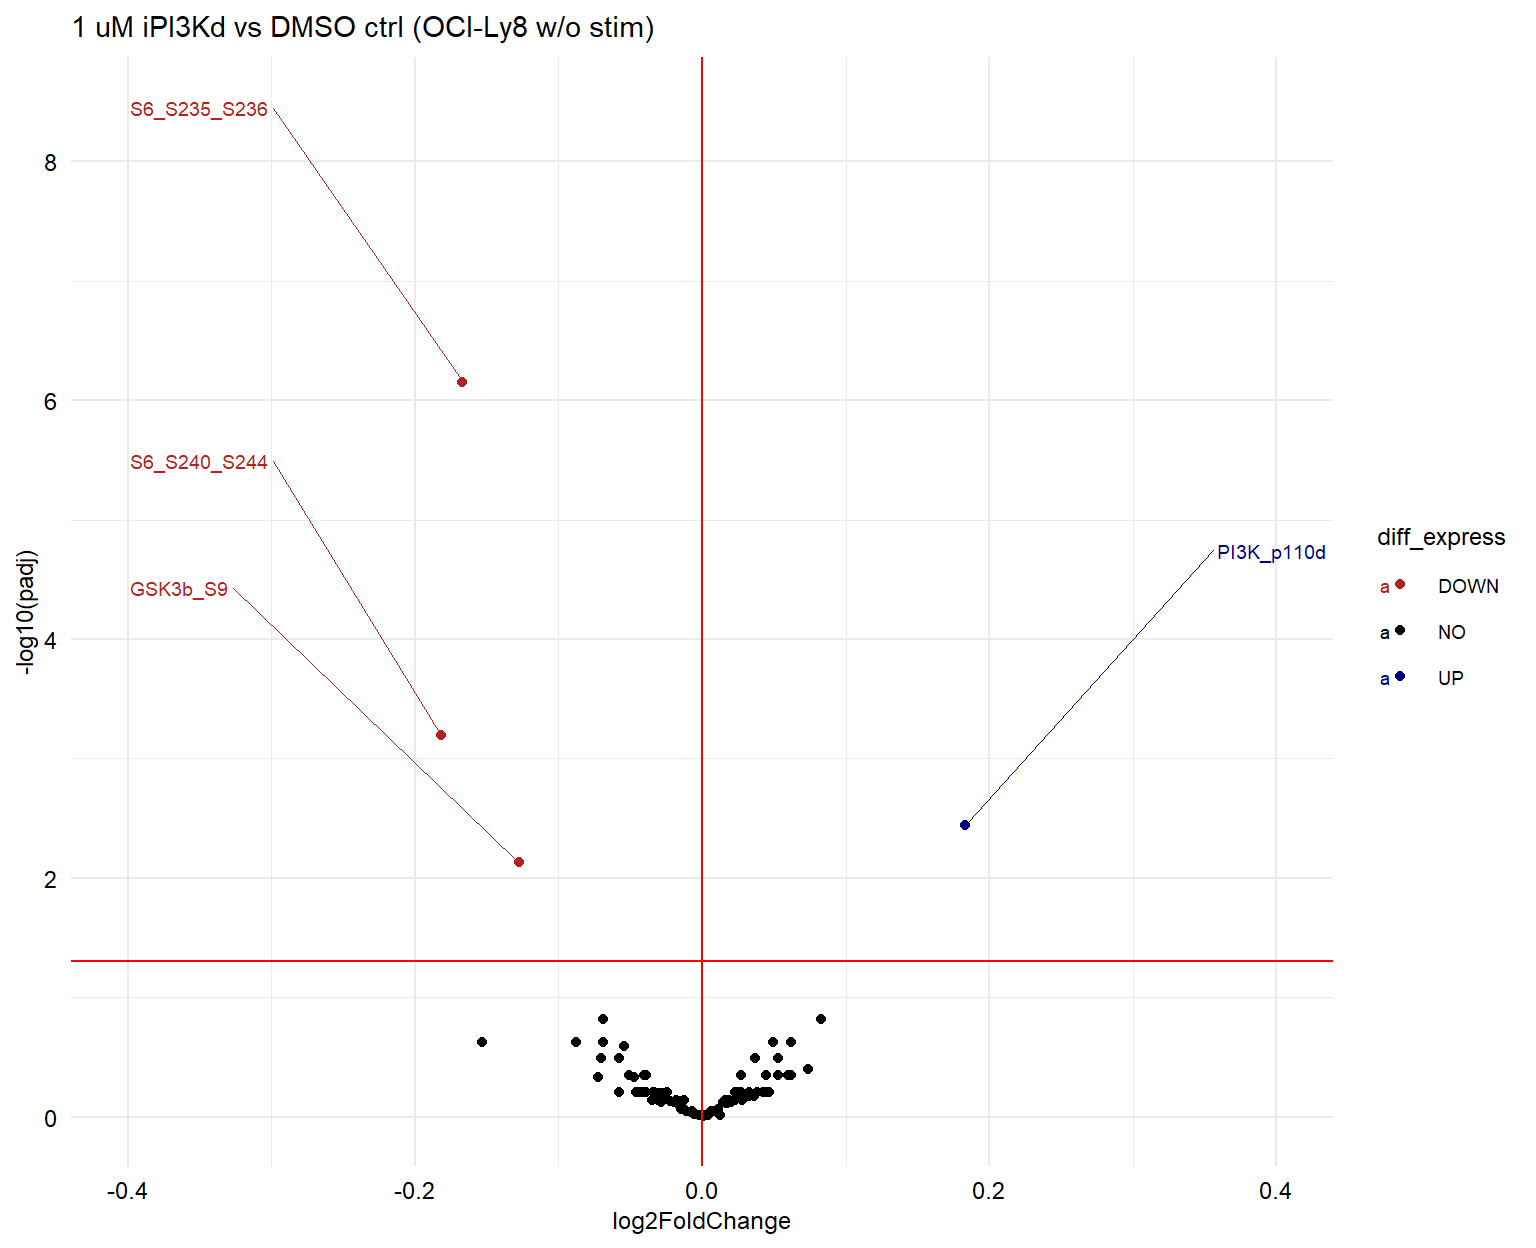 1 uM iPI3Kd vs DMSO ctrl (OCI-Ly8 w/o stim)
S6_S235_S236
S6_S240_S244
GSK3b_S9
PI3K_p110d
8
6
4
2
0
-log10(padj)
-0.4
-0.2
0.0
0.2
0.4
log2FoldChange
diff_express
a DOWN
a NO
a UP